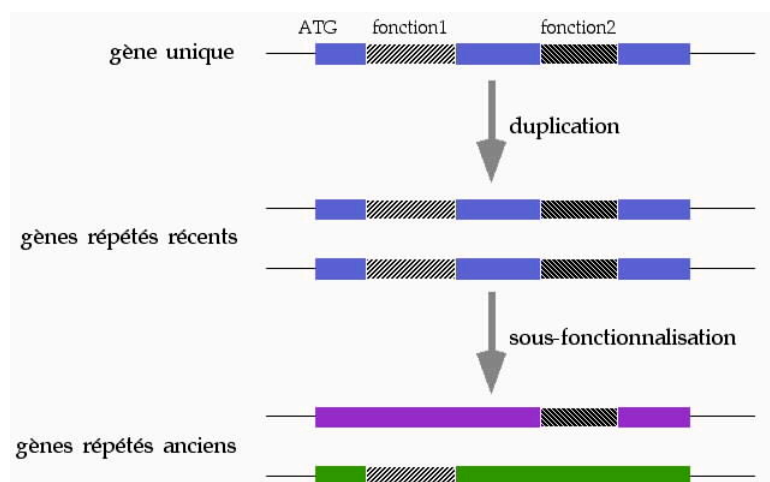 ATG fonction1 fonction2
gène unique
duplication
gènes répétés récents
sous-fonctionnalisation
gènes répétés anciens